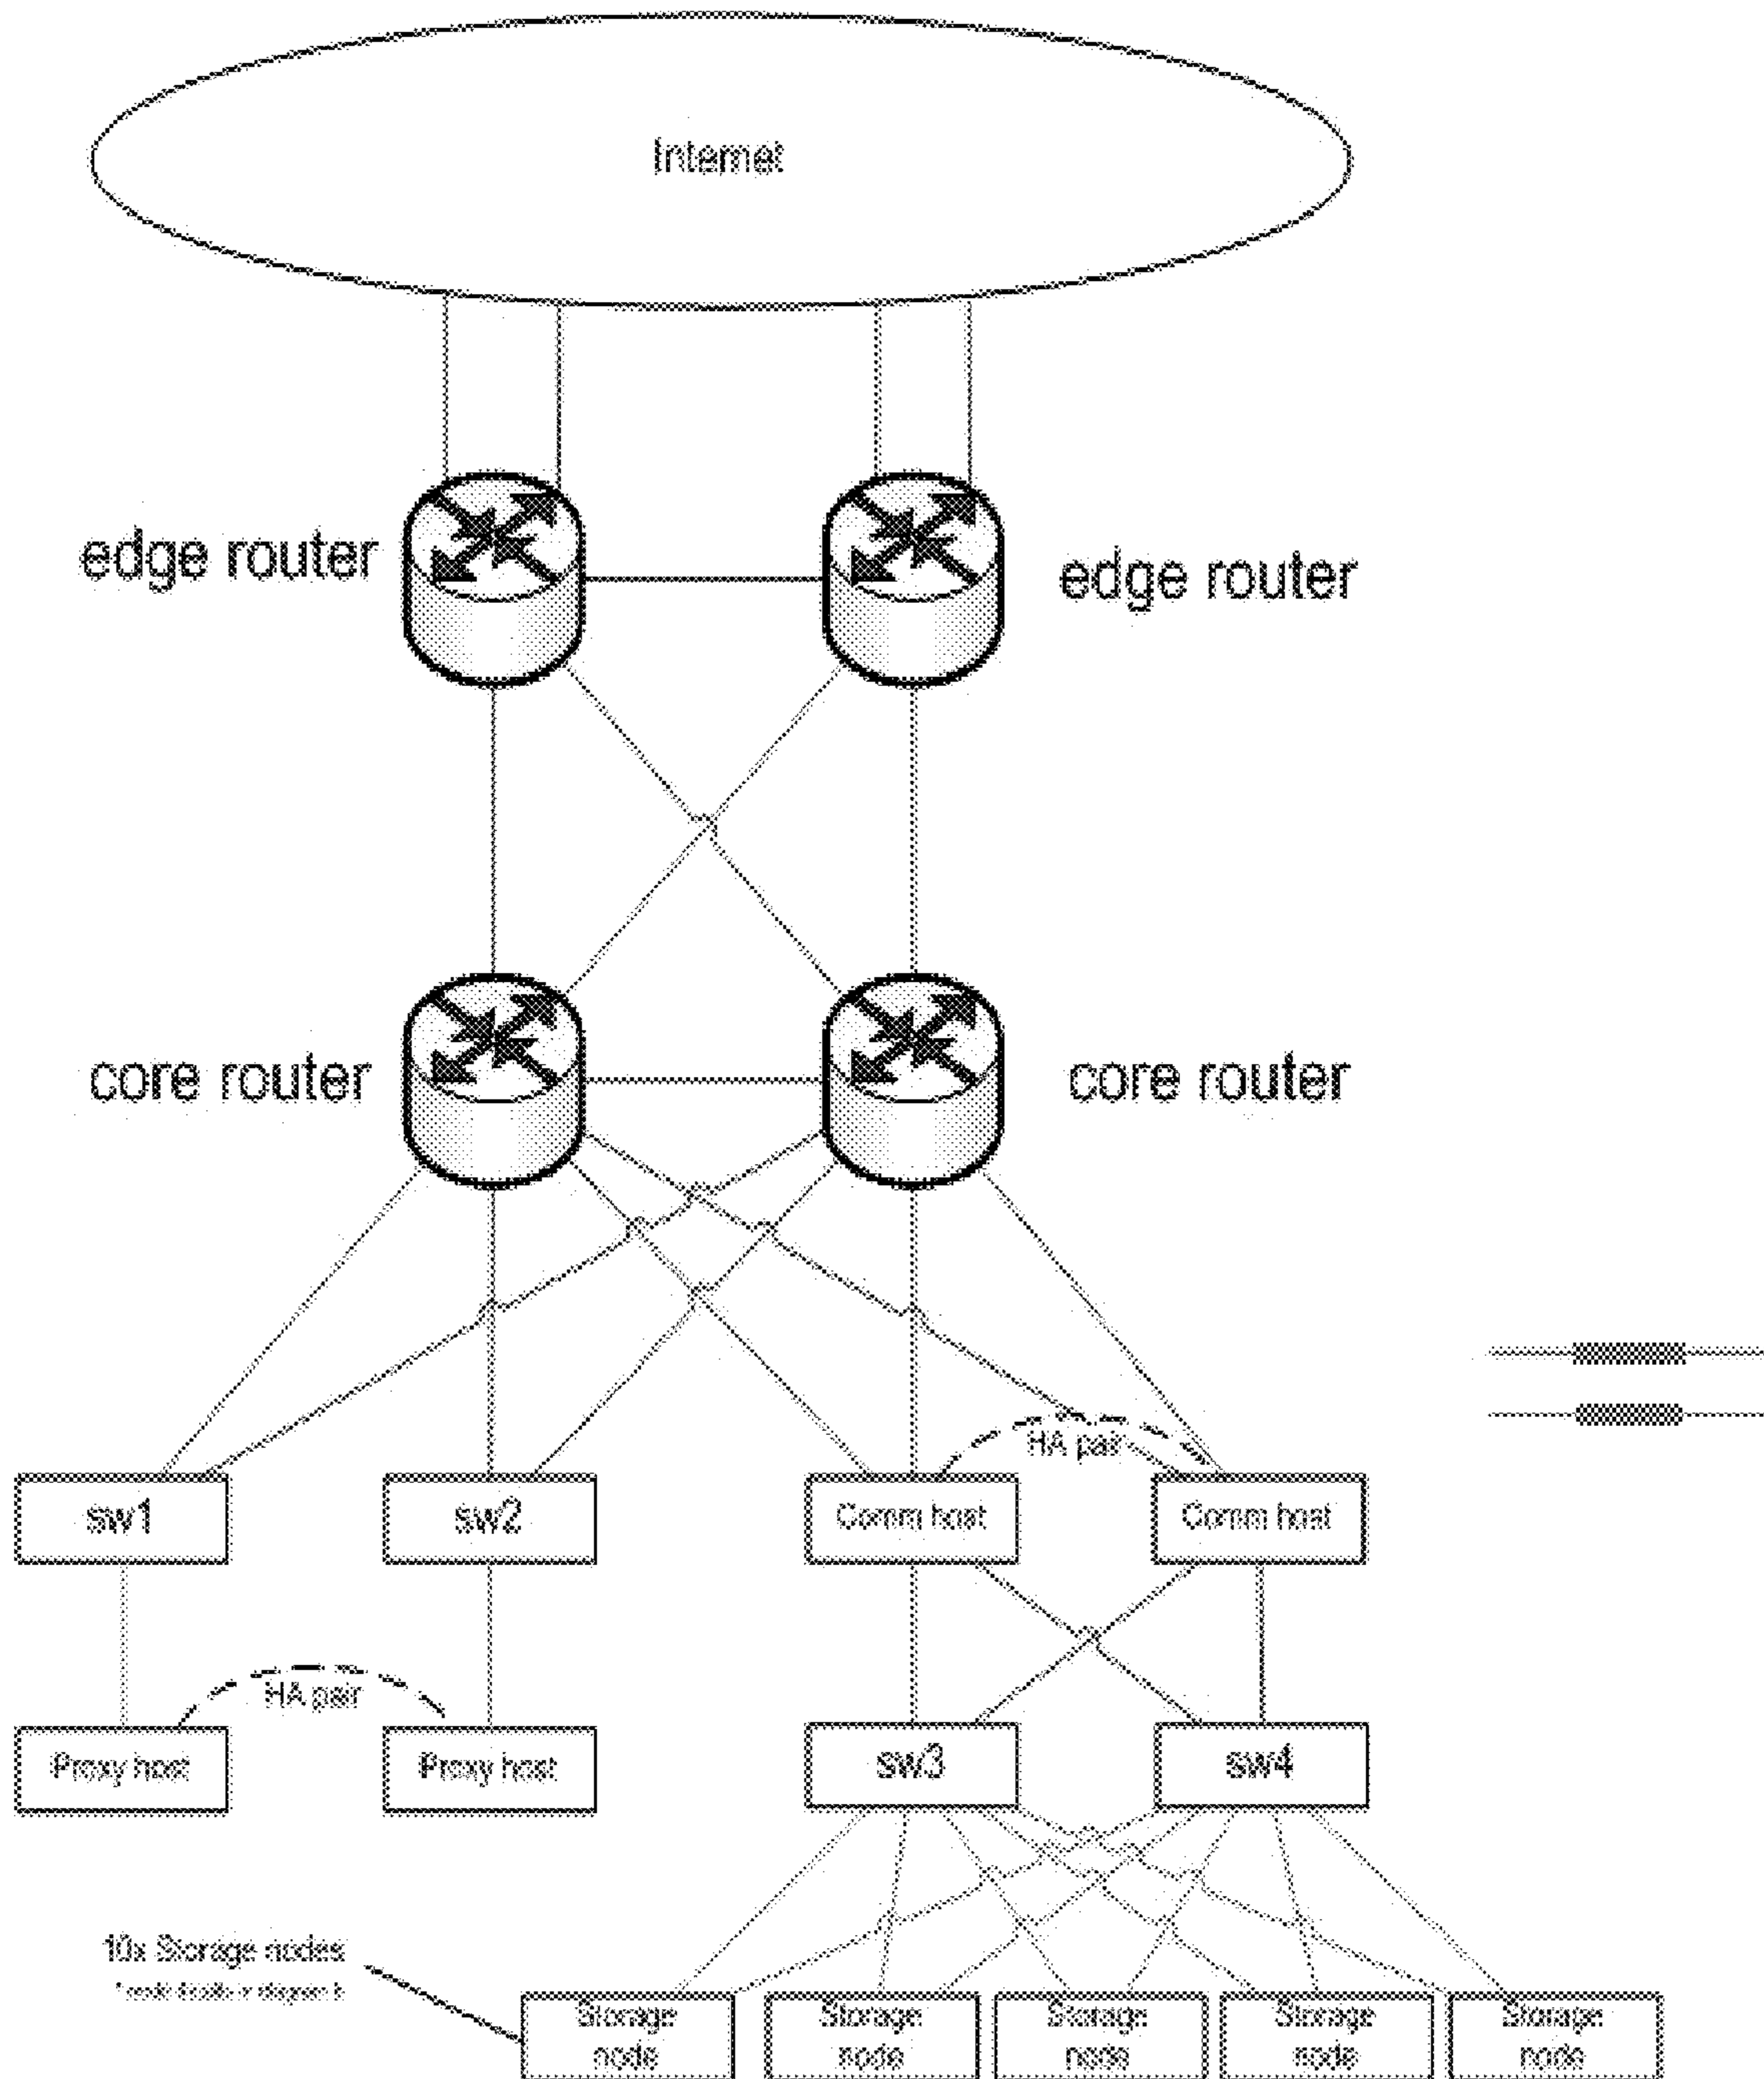 Internet
edge router
edge router
core router
core router
HA pair
sw1
sw2
Comm host
Comm host
HA pair
Proxy host
Proxy host
sw3
sw4
10x Storage nodes
Storage
node
Storage
node
Storage
node
Storage
node
Storage
node